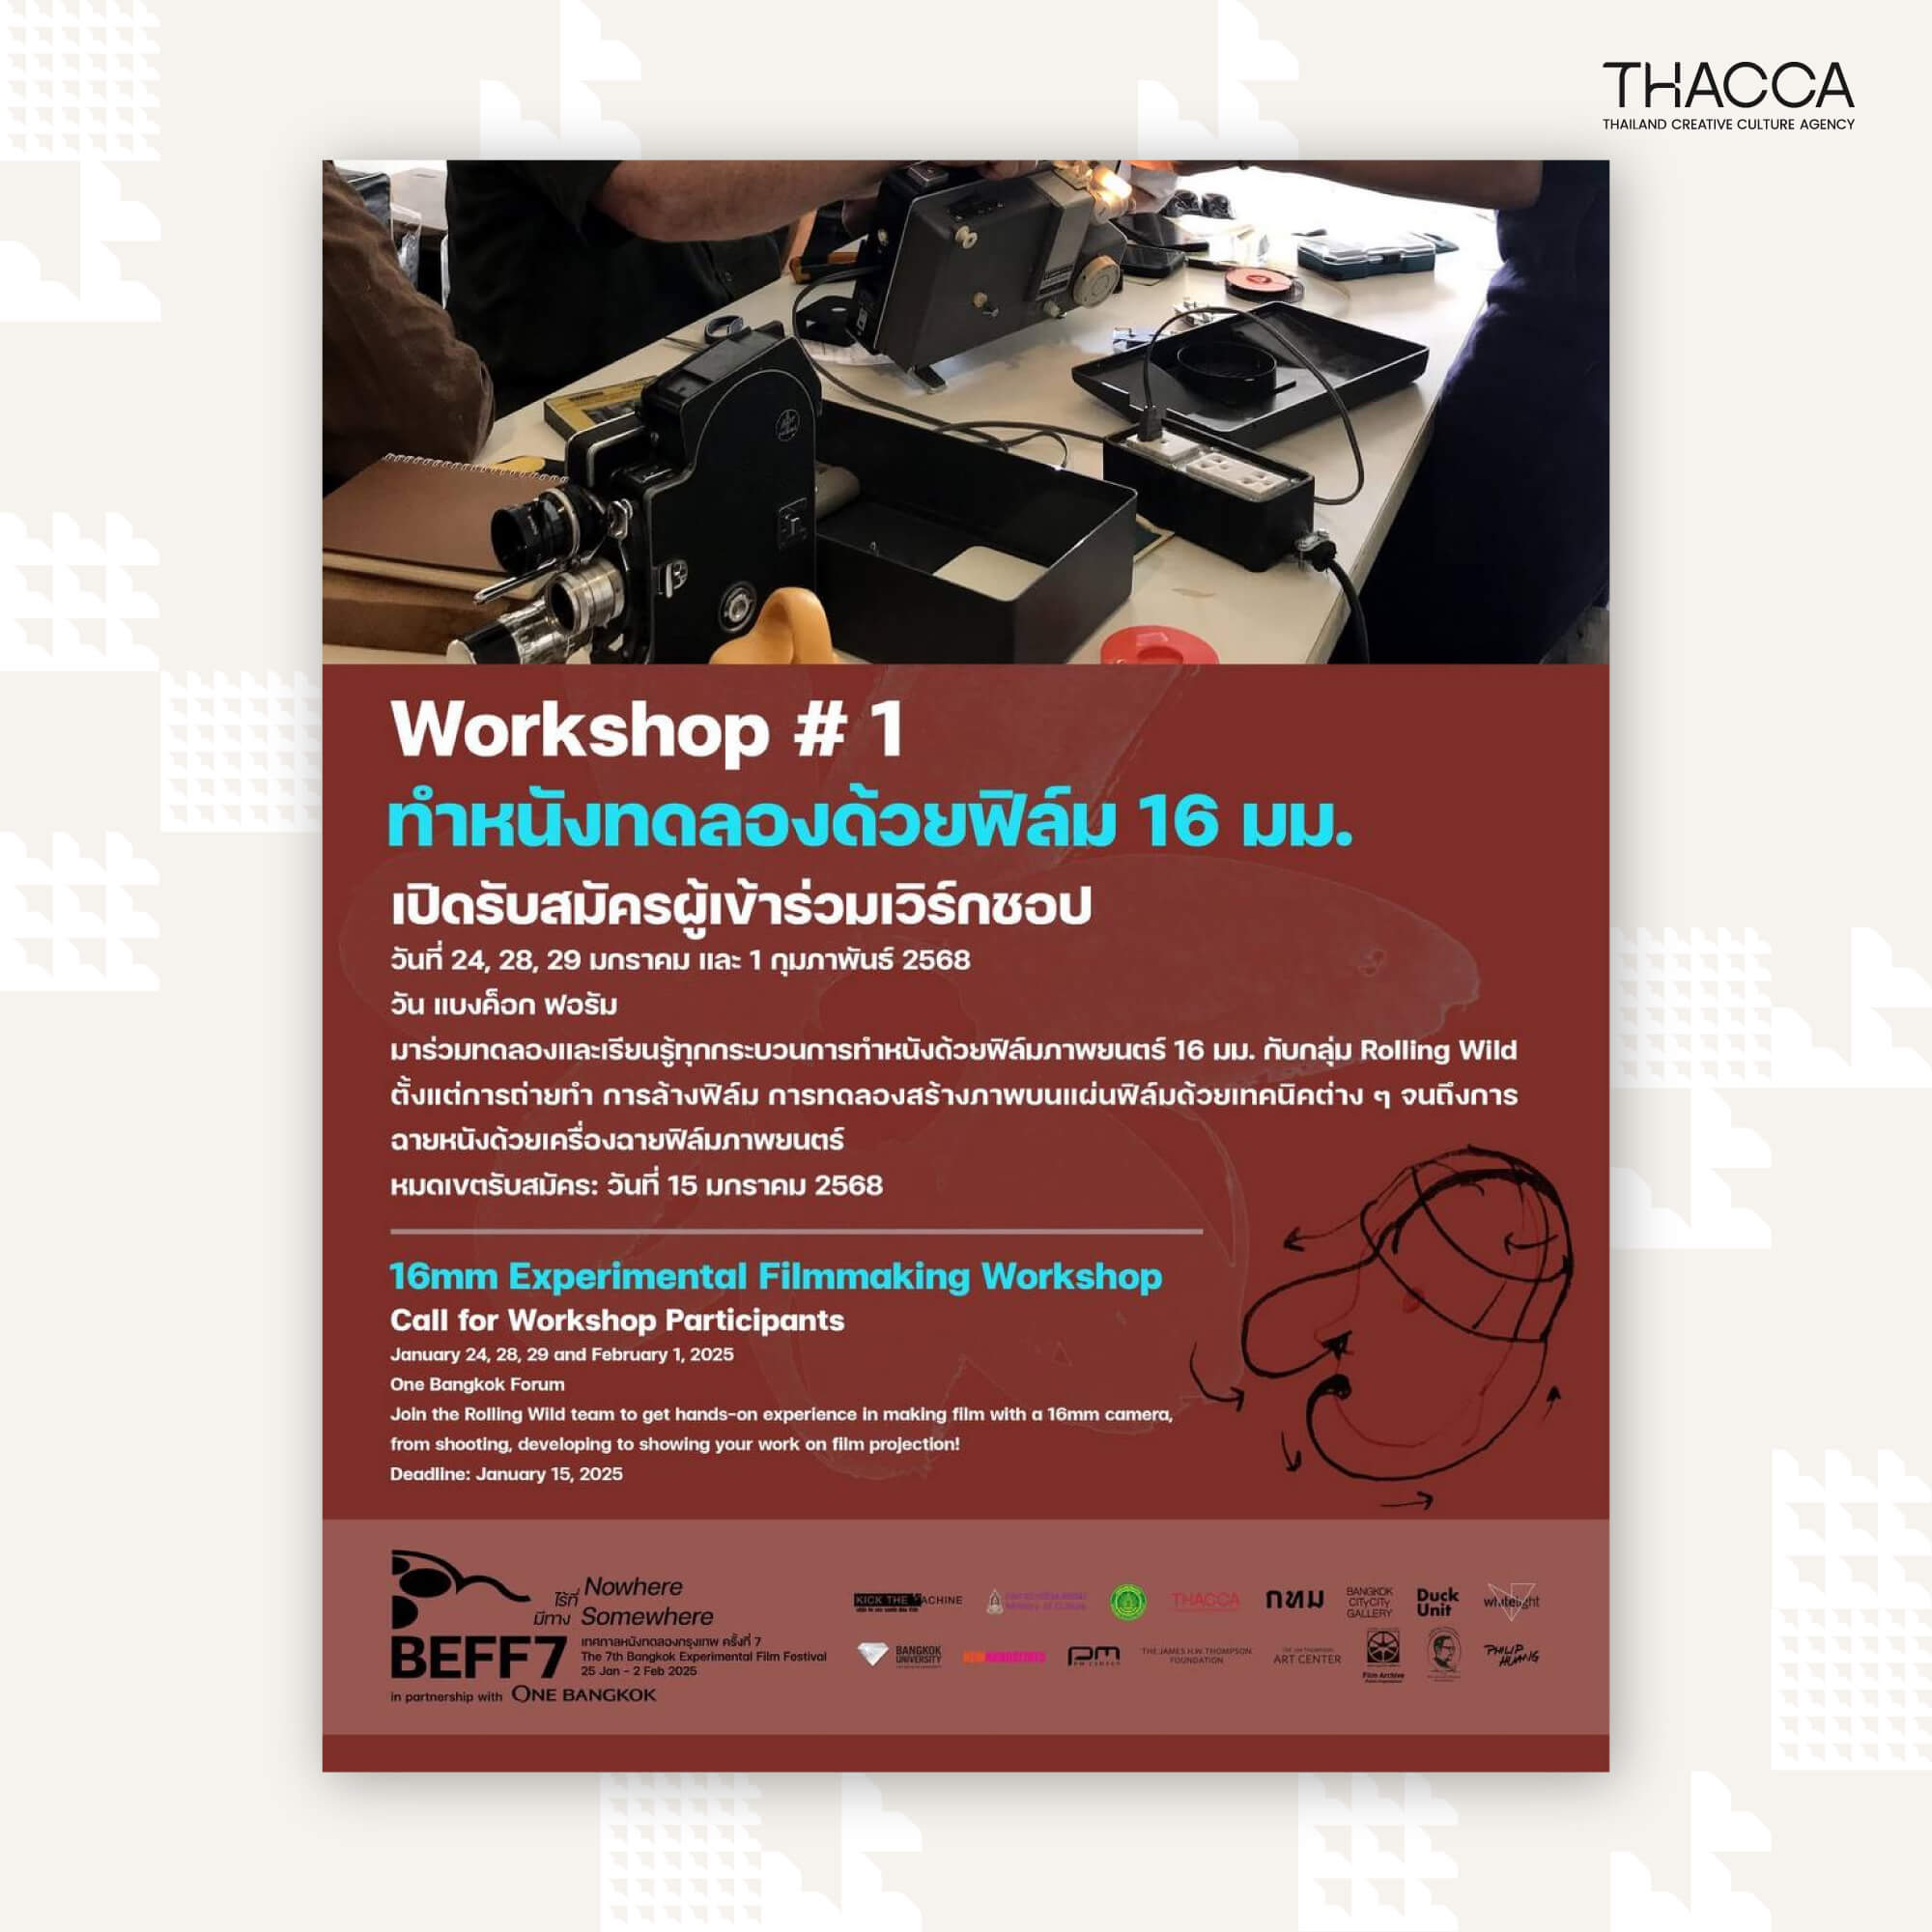 THACCA
THAILAND CREATIVE CULTURE AGENCY
Workshop # 1
ทำหนังทดลองด้วยฟิล์ม 16 มม.
เปิดรับสมัครผู้เข้าร่วมเวิร์กชอป
วันที่ 24, 28, 29 มกราคม และ 1 กุมภาพันธ์ 2568
วัน แบงค็อก ฟอรัม
มาร่วมทดลองและเรียนรู้ทุกกระบวนการทำหนังด้วยฟิล์มภาพยนตร์ 16 มม. กับกลุ่ม Rolling Wild
ตั้งแต่การถ่ายทำ การล้างฟิล์ม การทดลองสร้างภาพบนแผ่นฟิล์มด้วยเทคนิคต่าง ๆ จนถึงการ
ฉายหนังด้วยเครื่องฉายฟิล์มภาพยนตร์
หมดเขตรับสมัคร: วันที่ 15 มกราคม 2568
16mm Experimental Filmmaking Workshop
Call for Workshop Participants
January 24, 28, 29 and February 1, 2025
One Bangkok Forum
Join the Rolling Wild team to get hands-on experience in making film with a 16mm camera,
from shooting, developing to showing your work on film projection!
Deadline: January 15, 2025
ไร้ที่ Nowhere
มีทาง Somewhere
BEFF7
เทศกาลหนังทดลองกรุงเทพ ครั้งที่ 7
The 7th Bangkok Experimental Film Festival
25 Jan - 2 Feb 2025
in partnership with ONE BANGKOK
KICK THE MACHINE
THACCA
กทม
BANGKOK
CITYCITY
GALLERY
Duck
Unit
whitelight
BANGKOK
UNIVERSITY
pm
PM CENTER
THE JAMES H.W. THOMPSON
FOUNDATION
THE JIM THOMPSON
ART CENTER
Film Archive
PHILIP
HUANG